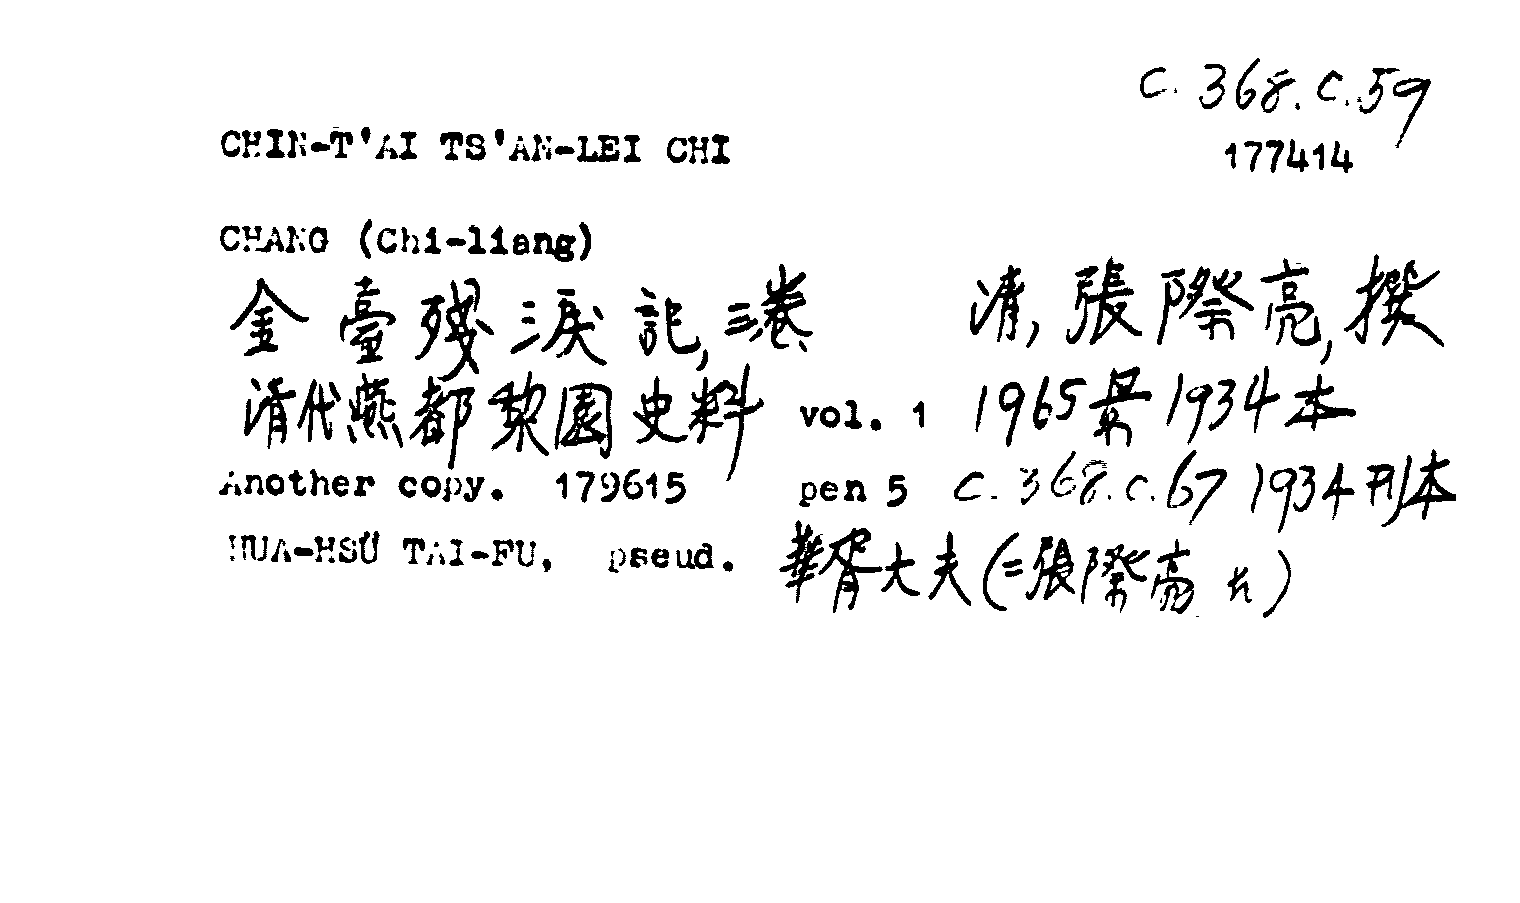 C. 368. C. 59
CHIN-T'AI TS'AN-LEI CHI
177414
CHANG (Chi-liang)
金臺殘淚記, 三卷 清, 張際亮, 撰
清代燕都梨園史料 vol. 1 1965景1934本
Another copy. 179615 pen 5 C. 368. C. 67 1934刊本
HUA-HSÜ TAI-FU, pseud. 華胥大夫 (=張際亮)